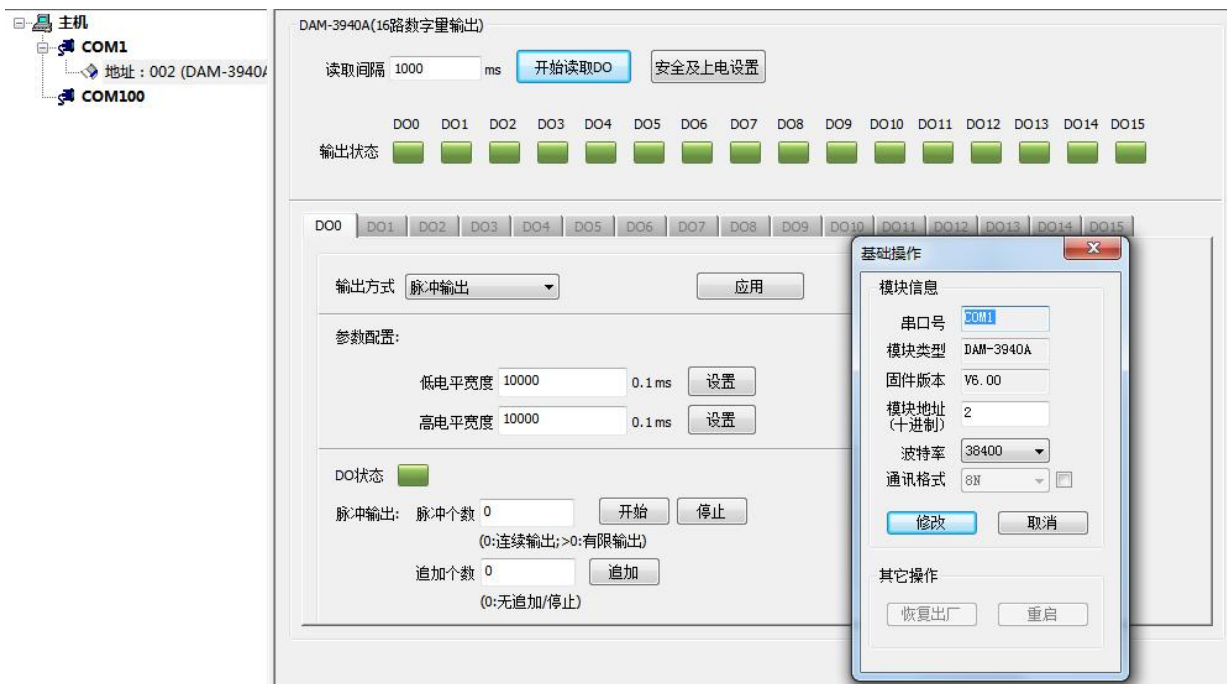 主机
COM1
地址：002 (DAM-3940A
COM100
DAM-3940A(16路数字量输出)
读取间隔 1000 ms 开始读取DO 安全及上电设置
DO0 DO1 DO2 DO3 DO4 DO5 DO6 DO7 DO8 DO9 DO10 DO11 DO12 DO13 DO14 DO15
输出状态
DO0 DO1 DO2 DO3 DO4 DO5 DO6 DO7 DO8 DO9 DO10 DO11 DO12 DO13 DO14 DO15
输出方式 脉冲输出 应用
参数配置:
低电平宽度 10000 0.1ms 设置
高电平宽度 10000 0.1ms 设置
DO状态
脉冲输出: 脉冲个数 0 开始 停止
(0:连续输出;>0:有限输出)
追加个数 0 追加
(0:无追加/停止)
基础操作
模块信息
串口号 COM1
模块类型 DAM-3940A
固件版本 V6.00
模块地址 2
(十进制)
波特率 38400
通讯格式 8N
修改 取消
其它操作
恢复出厂 重启